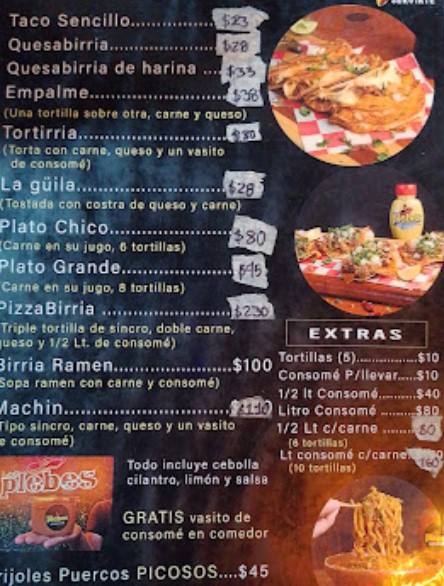 SERVIRTE
Taco Sencillo................$23
Quesabirria....................$28
Quesabirria de harina ....$33
Empalme........................$38
(Una tortilla sobre otra, carne y queso)
Tortirria.........................$80
(Torta con carne, queso y un vasito
de consomé)
La güila.........................$28
(Tostada con costra de queso y carne)
Plato Chico....................$80
(Carne en su jugo, 6 tortillas)
Plato Grande..................$95
(Carne en su jugo, 8 tortillas)
PizzaBirria ....................$230
Triple tortilla de sincro, doble carne,
queso y 1/2 Lt. de consomé)
Birria Ramen..................$100
(Sopa ramen con carne y consomé)
Machin...........................
Tipo sincro, carne, queso y un vasito
de consomé)
EXTRAS
Tortillas (5)..................$10
Consomé P/llevar.....$10
1/2 lt Consomé.........$40
Litro Consomé ........$80
1/2 Lt c/carne ........
(6 tortillas)
Lt consomé c/carne..
(10 tortillas)
plebes
Todo incluye cebolla
cilantro, limón y salsa
GRATIS vasito de
consomé en comedor
rijoles Puercos PICOSOS....$45